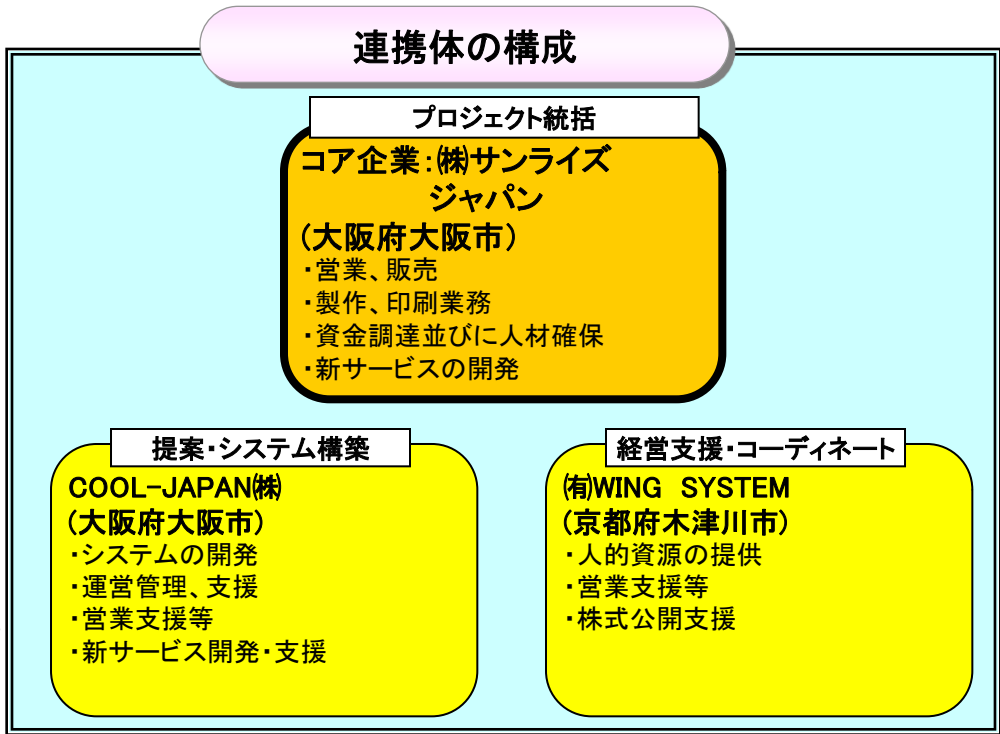 連携体の構成
プロジェクト統括
コア企業：㈱サンライズ
ジャパン
（大阪府大阪市）
・営業、販売
・製作、印刷業務
・資金調達並びに人材確保
・新サービスの開発
提案・システム構築
COOL-JAPAN㈱
（大阪府大阪市）
・システムの開発
・運営管理、支援
・営業支援等
・新サービス開発・支援
経営支援・コーディネート
㈲WING　SYSTEM
（京都府木津川市）
・人的資源の提供
・営業支援等
・株式公開支援